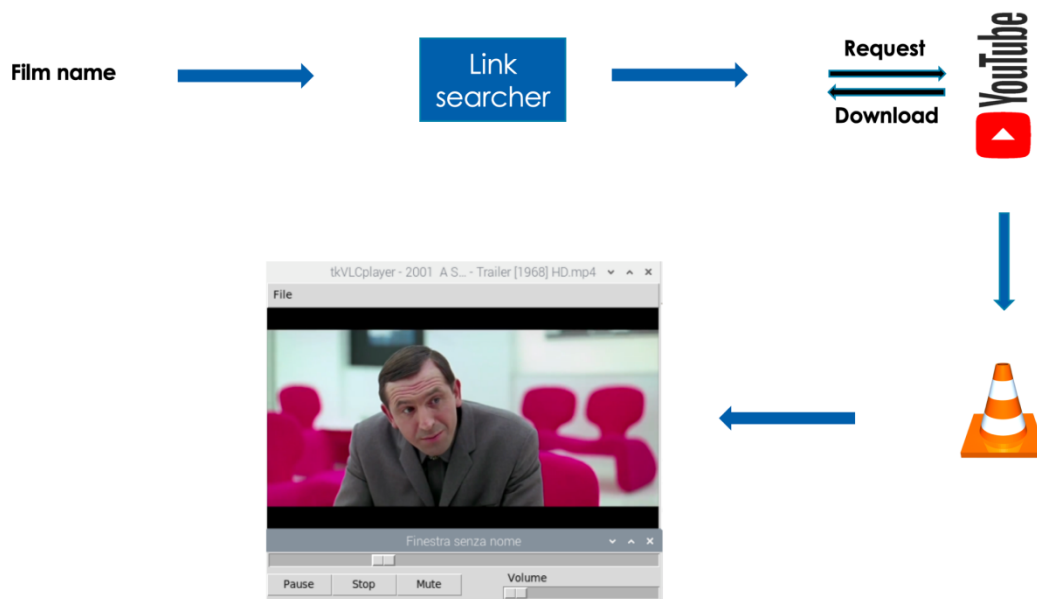 Film name
Link
searcher
Request
Download
YouTube
tkVLCplayer - 2001 A S... - Trailer [1968] HD.mp4
File
Finestra senza nome
Pause
Stop
Mute
Volume